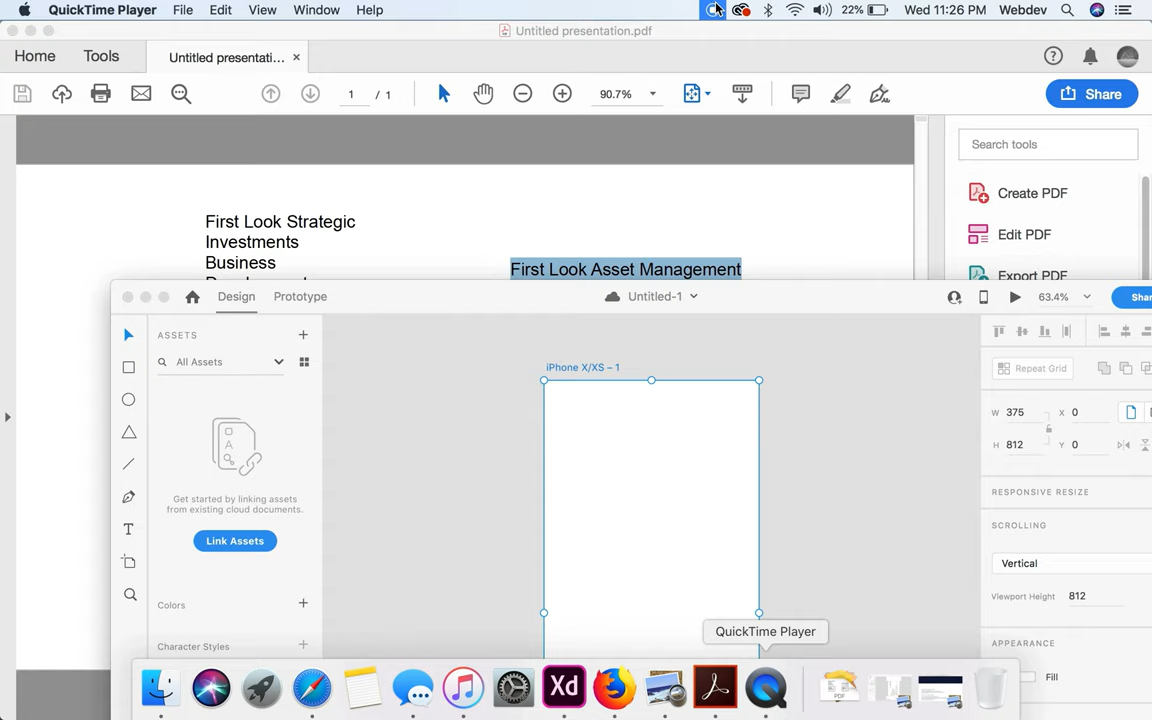 QuickTime Player File Edit View Window Help 22% Wed 11:26 PM Webdev
Untitled presentation.pdf
Home Tools Untitled presentati... ×
1 / 1 90.7% Share
Search tools
Create PDF
Edit PDF
Export PDF
First Look Strategic
Investments
Business
First Look Asset Management
Design Prototype Untitled-1 63.4%
ASSETS
All Assets
Get started by linking assets
from existing cloud documents.
Link Assets
Colors
Character Styles
iPhone X/XS – 1
Repeat Grid
W 375 X 0
H 812 Y 0
RESPONSIVE RESIZE
SCROLLING
Vertical
Viewport Height 812
APPEARANCE
Fill
QuickTime Player
Xd
PDF